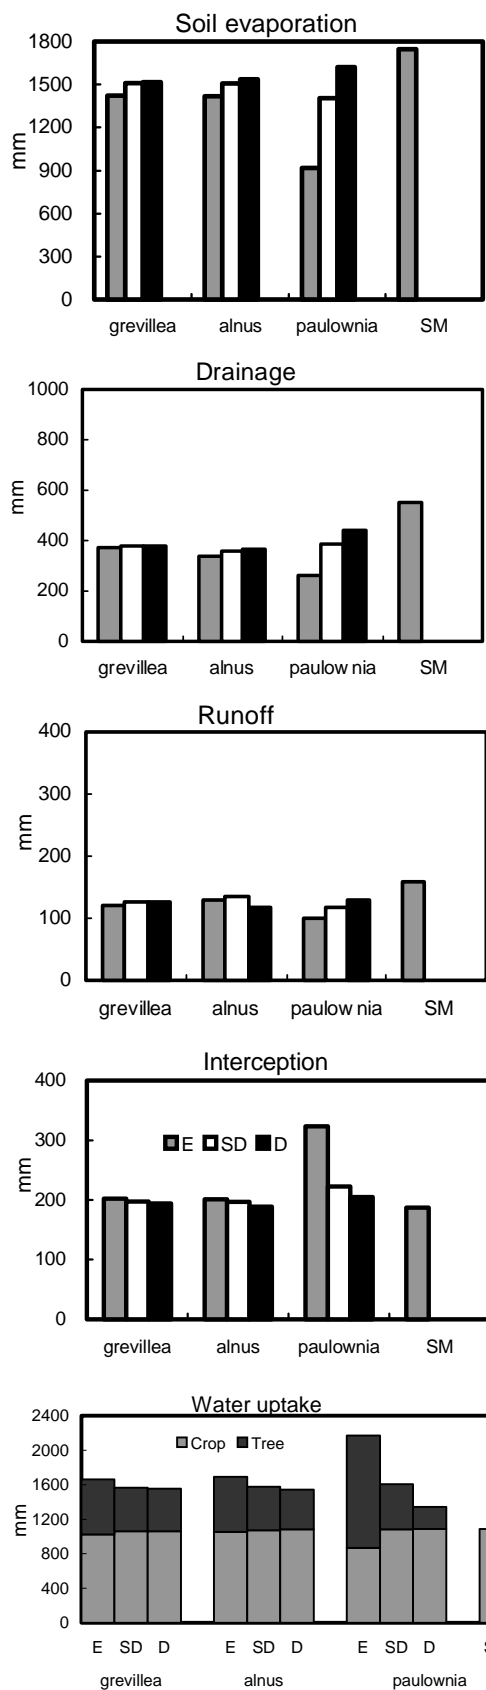 Soil evaporation
1800
1500
1200
900
600
300
0
mm
grevillea alnus paulownia SM
Drainage
1000
800
600
400
200
0
mm
grevillea alnus paulow nia SM
Runoff
400
300
200
100
0
mm
grevillea alnus paulow nia SM
Interception
400
300
200
100
0
mm
E SD D
grevillea alnus paulownia SM
Water uptake
2400
2000
1600
1200
800
400
0
mm
Crop Tree
E SD D E SD D E SD D S
grevillea alnus paulownia